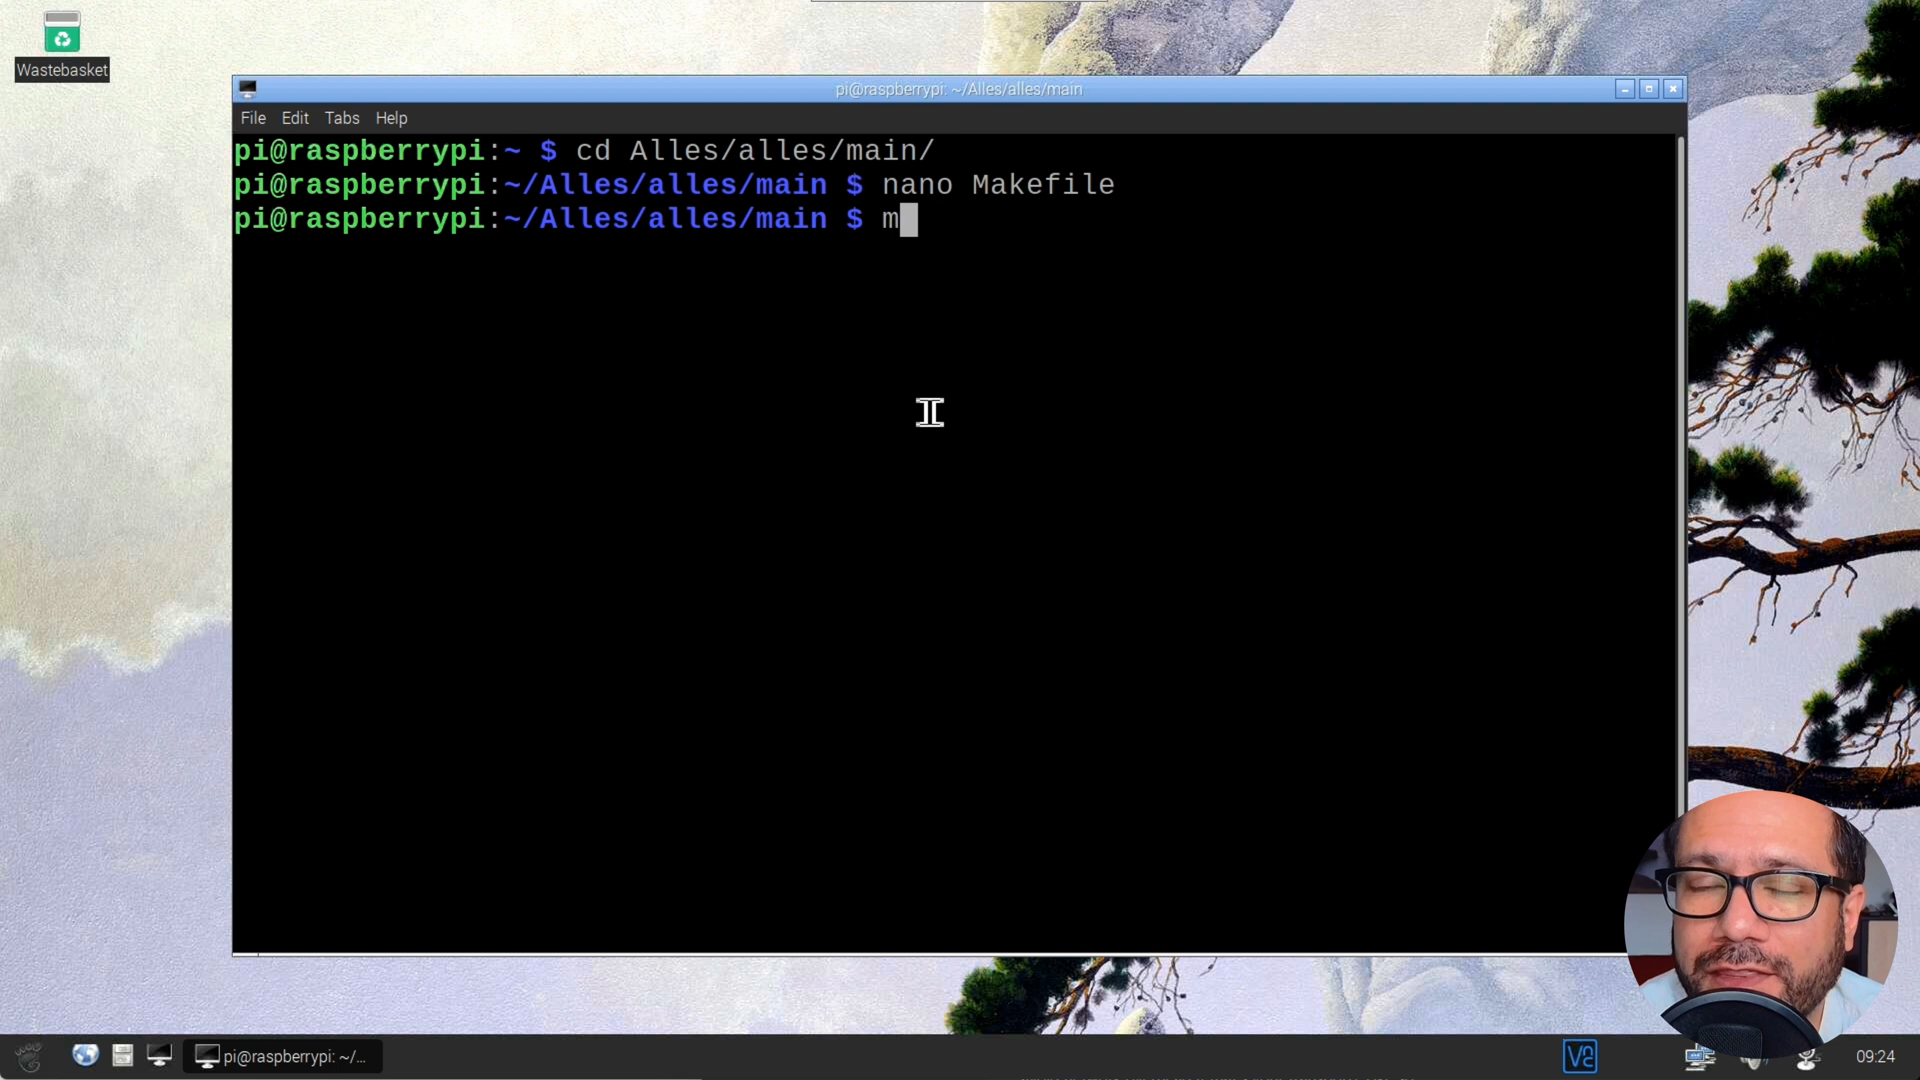 Wastebasket
pi@raspberrypi: ~/Alles/alles/main
File Edit Tabs Help
pi@raspberrypi:~ $ cd Alles/alles/main/
pi@raspberrypi:~/Alles/alles/main $ nano Makefile
pi@raspberrypi:~/Alles/alles/main $ m
pi@raspberrypi: ~/...
09:24